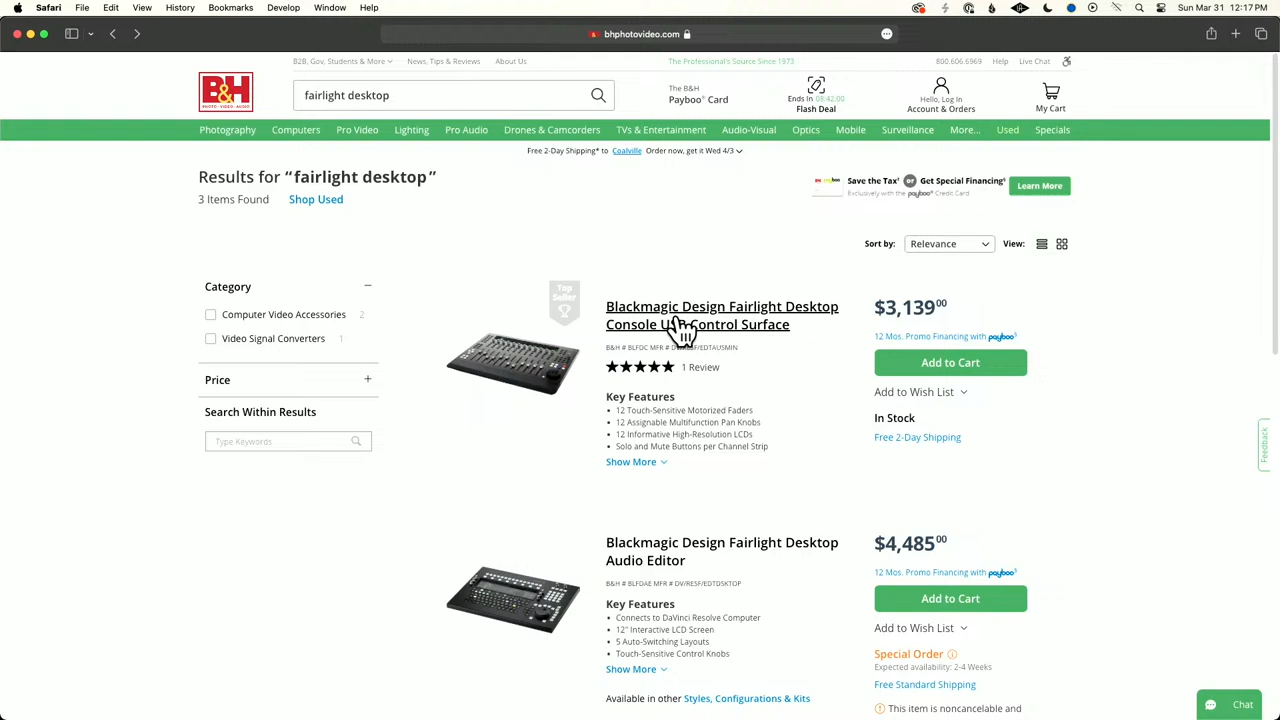 Safari File Edit View History Bookmarks Develop Window Help
Sun Mar 31 12:17 PM
bhphotovideo.com
B2B, Gov, Students & More News, Tips & Reviews About Us
The Professional's Source Since 1973
800.606.6969 Help Live Chat
B&H
PHOTO · VIDEO · AUDIO
fairlight desktop
The B&H
Payboo® Card
Ends In 08:42:00
Flash Deal
Hello, Log In
Account & Orders
My Cart
Photography Computers Pro Video Lighting Pro Audio Drones & Camcorders TVs & Entertainment Audio-Visual Optics Mobile Surveillance More... Used Specials
Free 2-Day Shipping* to Coalville Order now, get it Wed 4/3
Results for “fairlight desktop”
3 Items Found Shop Used
Save the Tax† or Get Special Financing§
Exclusively with the payboo® Credit Card
Learn More
Sort by: Relevance View:
Category
Computer Video Accessories 2
Video Signal Converters 1
Price
Search Within Results
Type Keywords
Top
Seller
Blackmagic Design Fairlight Desktop
Console Control Surface
B&H # BLFDC MFR #
1 Review
Key Features
• 12 Touch-Sensitive Motorized Faders
• 12 Assignable Multifunction Pan Knobs
• 12 Informative High-Resolution LCDs
• Solo and Mute Buttons per Channel Strip
Show More
$3,139.00
12 Mos. Promo Financing with payboo§
Add to Cart
Add to Wish List
In Stock
Free 2-Day Shipping
Blackmagic Design Fairlight Desktop
Audio Editor
B&H # BLFDAE MFR # DV/RESF/EDTDSKTOP
Key Features
• Connects to DaVinci Resolve Computer
• 12" Interactive LCD Screen
• 5 Auto-Switching Layouts
• Touch-Sensitive Control Knobs
Show More
Available in other Styles, Configurations & Kits
$4,485.00
12 Mos. Promo Financing with payboo§
Add to Cart
Add to Wish List
Special Order
Expected availability: 2-4 Weeks
Free Standard Shipping
This item is noncancelable and
Feedback
Chat